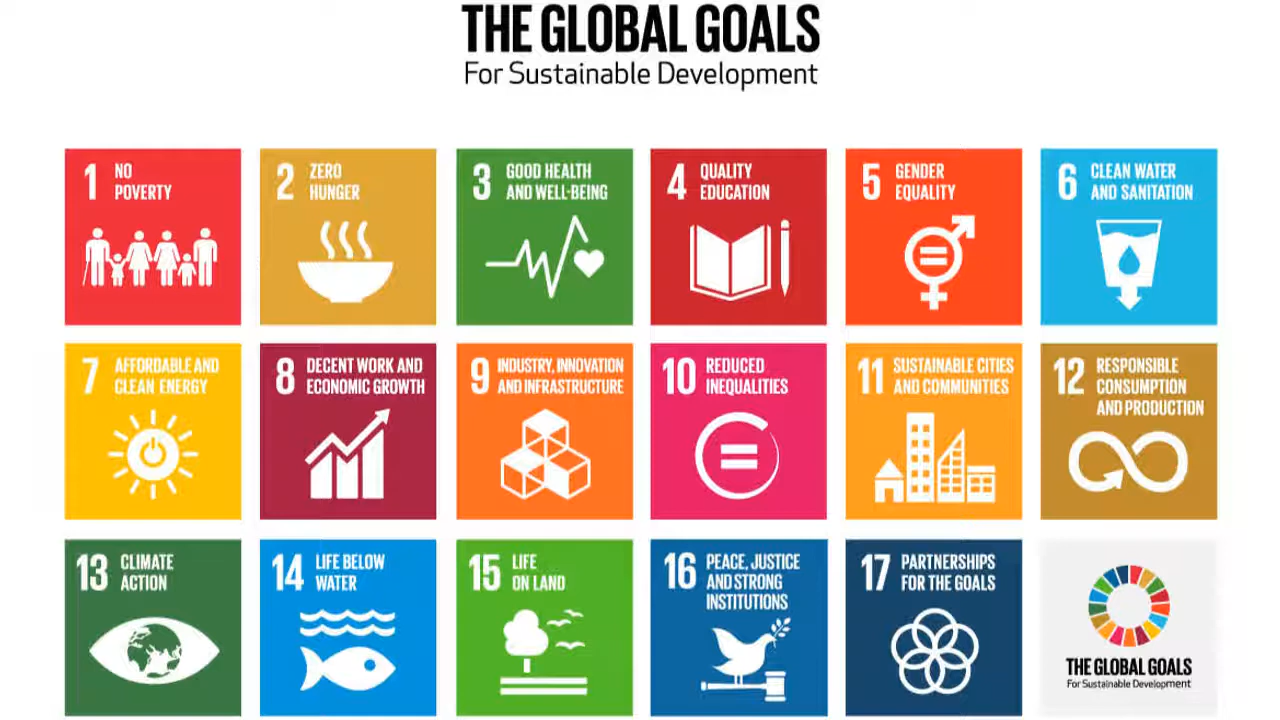 THE GLOBAL GOALS
For Sustainable Development
1 NO
POVERTY
2 ZERO
HUNGER
3 GOOD HEALTH
AND WELL-BEING
4 QUALITY
EDUCATION
5 GENDER
EQUALITY
6 CLEAN WATER
AND SANITATION
7 AFFORDABLE AND
CLEAN ENERGY
8 DECENT WORK AND
ECONOMIC GROWTH
9 INDUSTRY, INNOVATION
AND INFRASTRUCTURE
10 REDUCED
INEQUALITIES
11 SUSTAINABLE CITIES
AND COMMUNITIES
12 RESPONSIBLE
CONSUMPTION
AND PRODUCTION
13 CLIMATE
ACTION
14 LIFE BELOW
WATER
15 LIFE
ON LAND
16 PEACE, JUSTICE
AND STRONG
INSTITUTIONS
17 PARTNERSHIPS
FOR THE GOALS
THE GLOBAL GOALS
For Sustainable Development